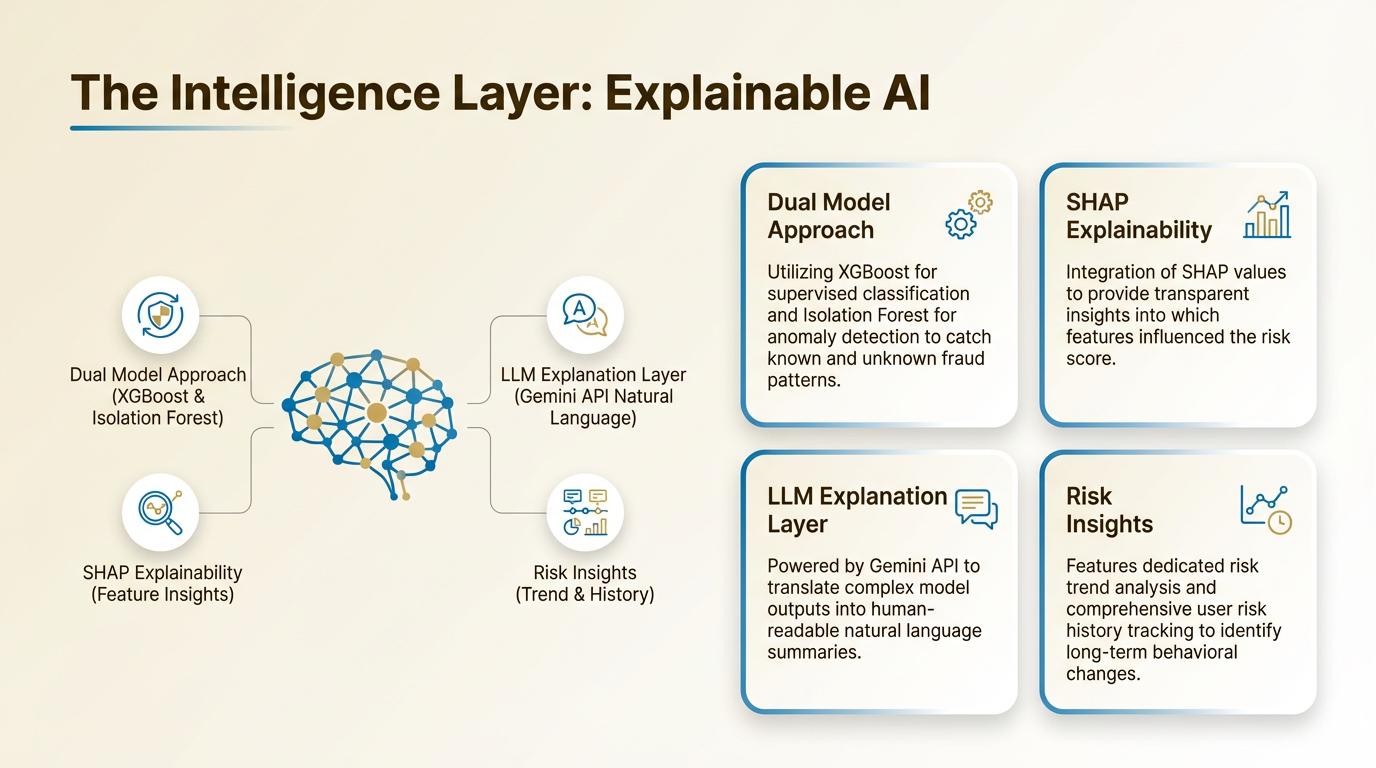 The Intelligence Layer: Explainable AI
Dual Model Approach
(XGBoost &
Isolation Forest)
SHAP Explainability
(Feature Insights)
A
A
LLM Explanation Layer
(Gemini API Natural
Language)
Risk Insights
(Trend & History)
Dual Model
Approach
Utilizing XGBoost for
supervised classification
and Isolation Forest for
anomaly detection to catch
known and unknown fraud
patterns.
SHAP
Explainability
Integration of SHAP values
to provide transparent
insights into which
features influenced the risk
score.
LLM Explanation
Layer
Powered by Gemini API to
translate complex model
outputs into human-
readable natural language
summaries.
Risk
Insights
Features dedicated risk
trend analysis and
comprehensive user risk
history tracking to identify
long-term behavioral
changes.